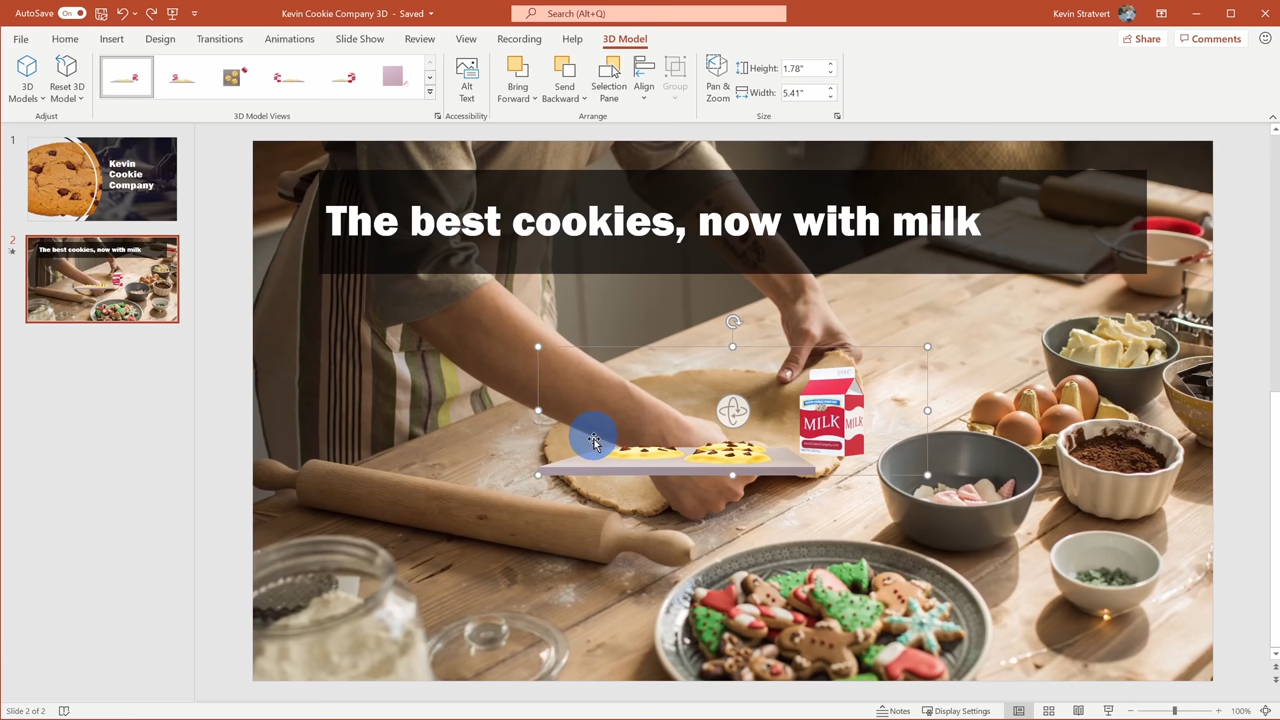 AutoSave On
Kevin Cookie Company 3D - Saved
Search (Alt+Q)
Kevin Stratvert
File Home Insert Design Transitions Animations Slide Show Review View Recording Help 3D Model
Share Comments
3D Models
Reset 3D Model
Alt Text
Bring Forward
Send Backward
Selection Pane
Align
Group
Pan & Zoom
Height: 1.78"
Width: 5.41"
Adjust 3D Model Views Accessibility Arrange Size
1
Kevin
Cookie
Company
2
The best cookies, now with milk
The best cookies, now with milk
MILK
MILK
Slide 2 of 2
Notes Display Settings 100%